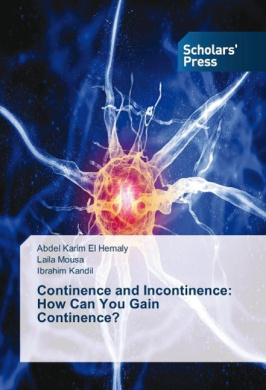 Scholars'
Press
Abdel Karim El Hemaly
Laila Mousa
Ibrahim Kandil
Continence and Incontinence:
How Can You Gain
Continence?